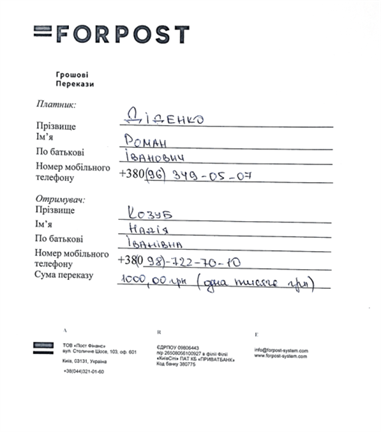 FORPOST
Грошові
Перекази
Платник:
Прізвище Діденко
Ім'я Роман
По батькові Іванович
Номер мобільного
телефону +380(96) 349-05-07
Отримувач:
Прізвище Козуб
Ім'я Надія
По батькові Іванівна
Номер мобільного
телефону +380(98)-722-70-10
Сума переказу 1000,00 грн (одна тисяча грн)
А Н Е
ТОВ «Пост Фінанс»
вул. Столичне Шосе, 103, оф. 601
Київ, 03131, Україна
+38(044)321-01-60
ЄДРПОУ 09806443
п/р 26508056100927 в філії Філії
«КиївСіті» ПАТ КБ «ПРИВАТБАНК»
Код банку 380775
info@forpost-system.com
www.forpost-system.com